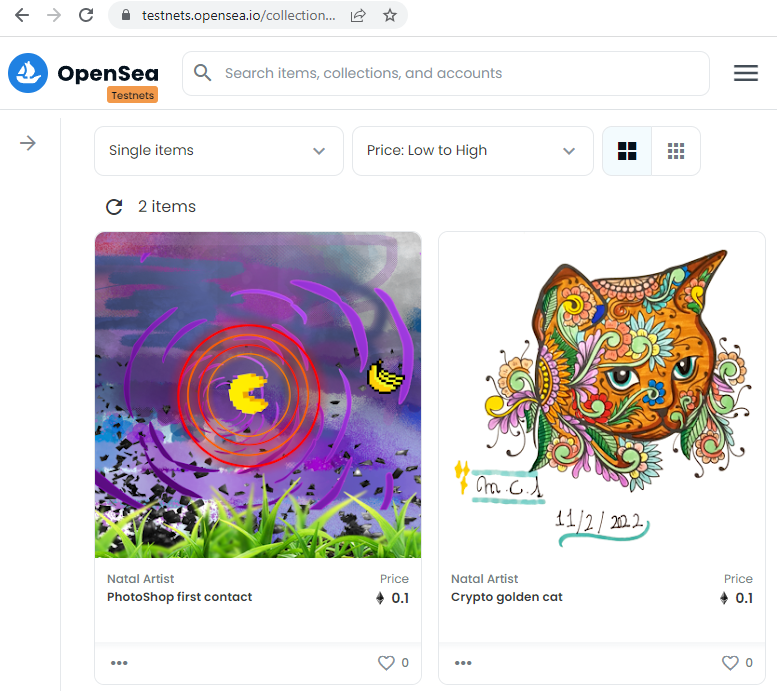 testnets.opensea.io/collection...
OpenSea
Testnets
Search items, collections, and accounts
Single items
Price: Low to High
2 items
m.c.1
11/2/2022
Natal Artist
Price
PhotoShop first contact
0.1
Natal Artist
Price
Crypto golden cat
0.1
0
0